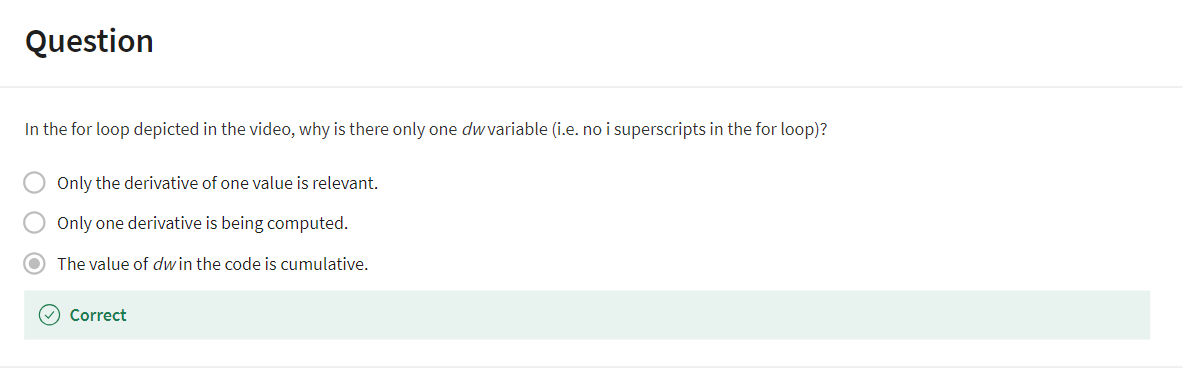 Question
In the for loop depicted in the video, why is there only one dw variable (i.e. no i superscripts in the for loop)?
Only the derivative of one value is relevant.
Only one derivative is being computed.
The value of dw in the code is cumulative.
Correct